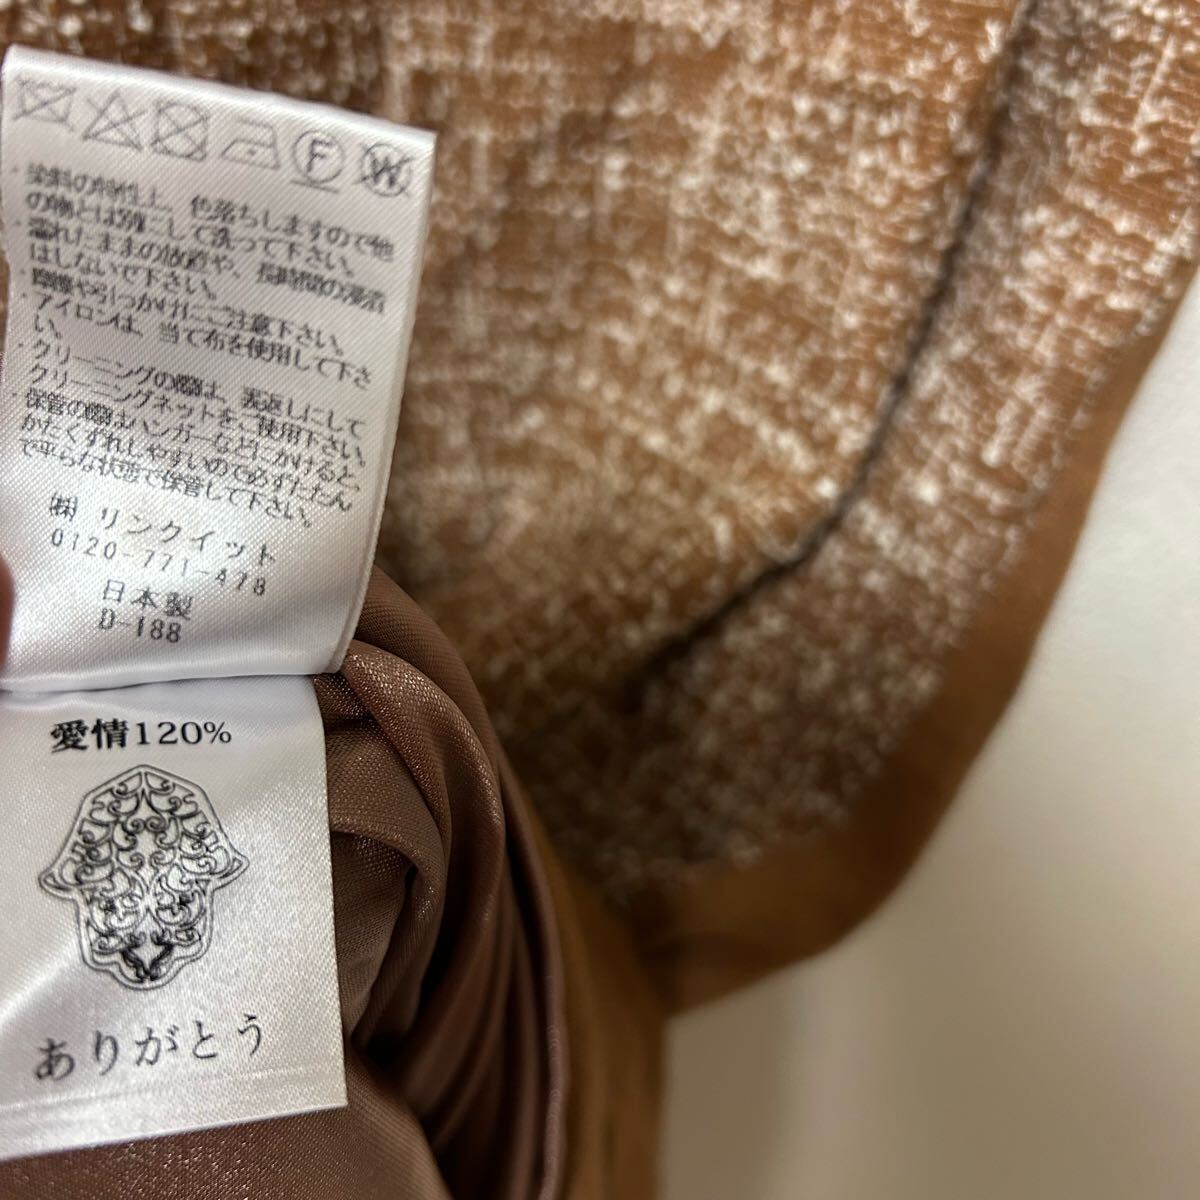 F W
・染料の特性上、色落ちしますので他
の物とは別にして洗って下さい。
・濡れたままの放置や、長時間の浸漬
はしないで下さい。
・摩擦や引っかけにご注意下さい。
・アイロンは、当て布を使用して下さ
い。
・クリーニングの際は、裏返しにして
クリーニングネットをご使用下さい。
・保管の際はハンガーなどにかけると、
かたくずれしやすいので必ずたたん
で平らな状態で保管して下さい。
㈱リンクイット
0120-771-478
日本製
D-188
愛情120%
ありがとう